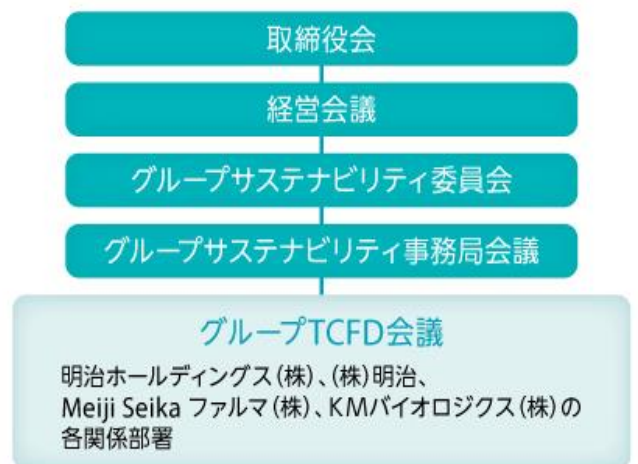 取締役会
経営会議
グループサステナビリティ委員会
グループサステナビリティ事務局会議
グループTCFD会議
明治ホールディングス(株)、(株)明治、
Meiji Seika ファルマ(株)、KMバイオロジクス(株)の
各関係部署